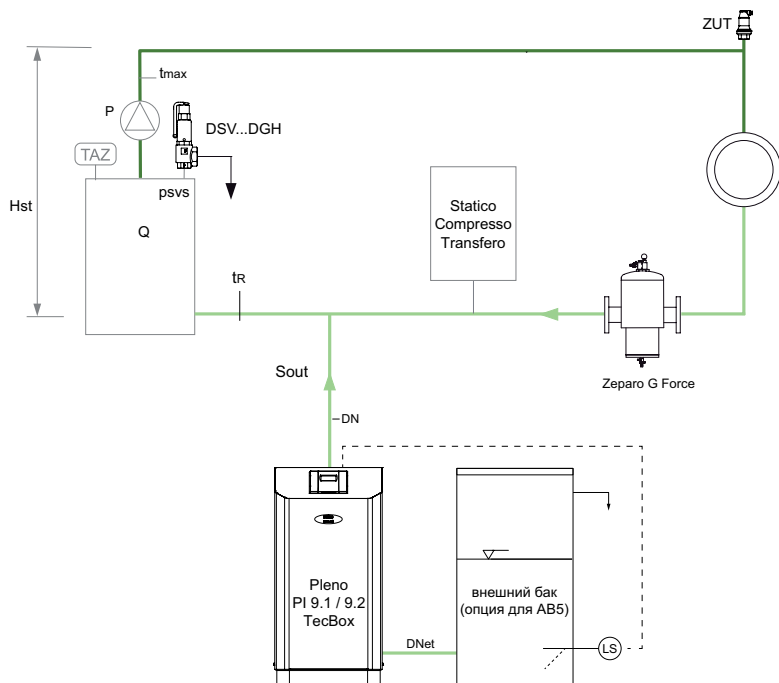 ZUT
tmax
P
DSV...DGH
TAZ
psvs
Hst
Q
Statico
Compresso
Transfero
tR
Zeparo G Force
Sout
DN
Pleno
PI 9.1 / 9.2
TecBox
внешний бак
(опция для AB5)
DNet
LS